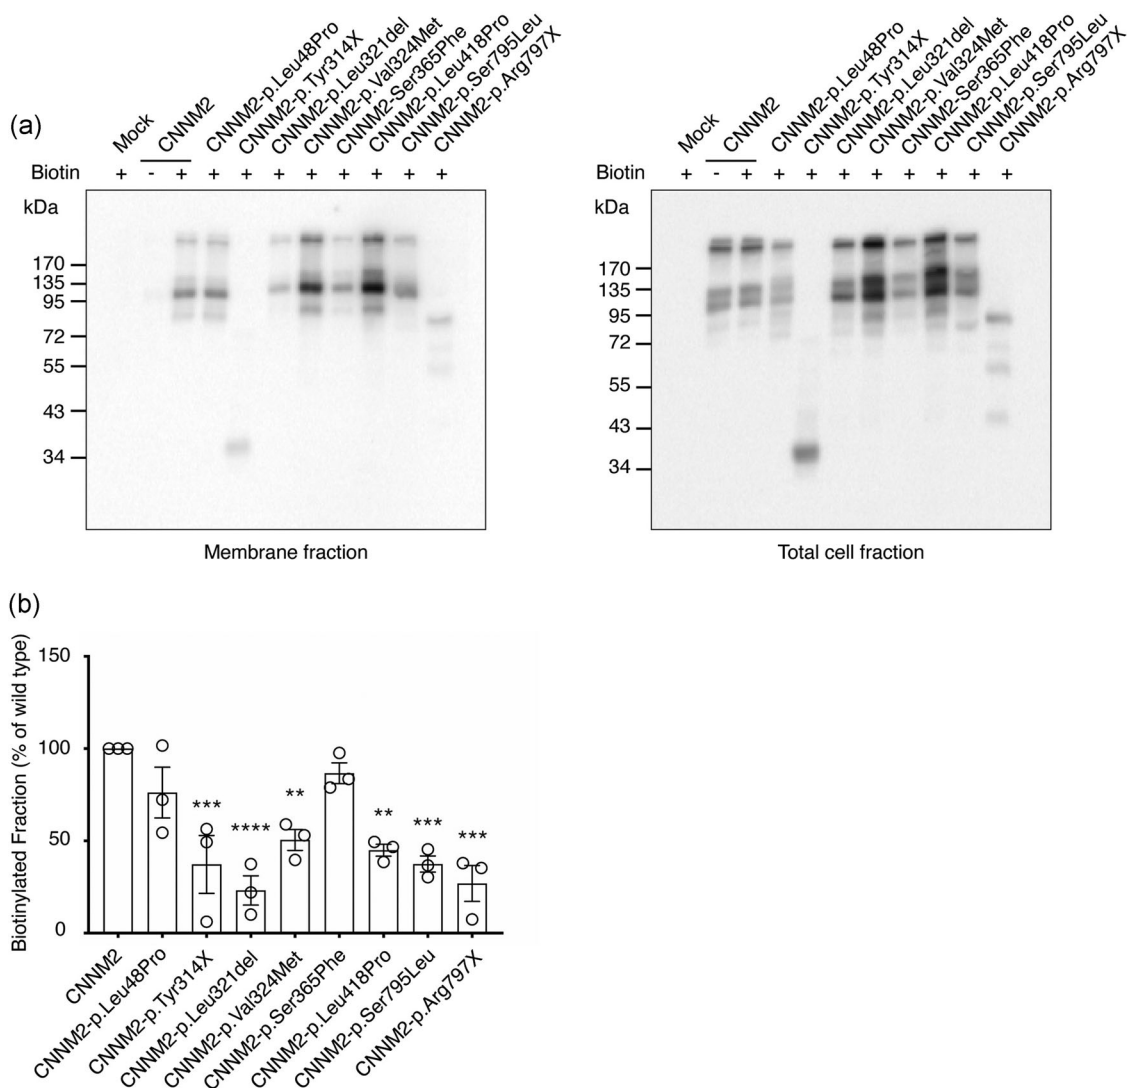 (a)
Mock
CNNM2
CNNM2-p.Leu48Pro
CNNM2-p.Tyr314X
CNNM2-p.Leu321del
CNNM2-p.Val324Met
CNNM2-Ser365Phe
CNNM2-p.Leu418Pro
CNNM2-p.Ser795Leu
CNNM2-p.Arg797X
Biotin + - + + + + + + + + +
kDa
170
135
95
72
55
43
34
Membrane fraction
Mock
CNNM2
CNNM2-p.Leu48Pro
CNNM2-p.Tyr314X
CNNM2-p.Leu321del
CNNM2-p.Val324Met
CNNM2-Ser365Phe
CNNM2-p.Leu418Pro
CNNM2-p.Ser795Leu
CNNM2-p.Arg797X
Biotin + - + + + + + + + + +
kDa
170
135
95
72
55
43
34
Total cell fraction
(b)
Biotinylated Fraction (% of wild type)
150
100
50
0
***
****
**
**
***
***
CNNM2
CNNM2-p.Leu48Pro
CNNM2-p.Tyr314X
CNNM2-p.Leu321del
CNNM2-p.Val324Met
CNNM2-p.Ser365Phe
CNNM2-p.Leu418Pro
CNNM2-p.Ser795Leu
CNNM2-p.Arg797X